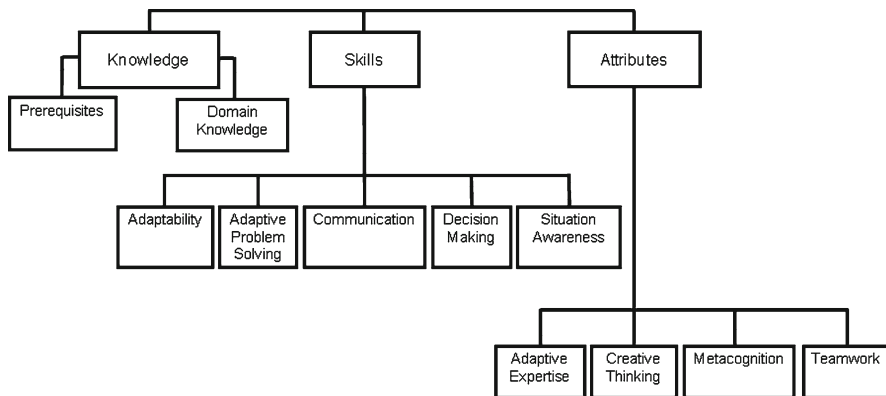 Knowledge
Skills
Attributes
Prerequisites
Domain
Knowledge
Adaptability
Adaptive
Problem
Solving
Communication
Decision
Making
Situation
Awareness
Adaptive
Expertise
Creative
Thinking
Metacognition
Teamwork